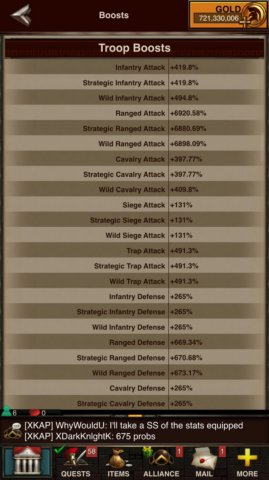 Boosts
GOLD
721,330,006
Troop Boosts
Infantry Attack +419.8%
Strategic Infantry Attack +419.8%
Wild Infantry Attack +494.8%
Ranged Attack +6920.58%
Strategic Ranged Attack +6880.69%
Wild Ranged Attack +6898.09%
Cavalry Attack +397.77%
Strategic Cavalry Attack +397.77%
Wild Cavalry Attack +409.8%
Siege Attack +131%
Strategic Siege Attack +131%
Wild Siege Attack +131%
Trap Attack +491.3%
Strategic Trap Attack +491.3%
Wild Trap Attack +491.3%
Infantry Defense +265%
Strategic Infantry Defense +265%
Wild Infantry Defense +265%
Ranged Defense +669.34%
Strategic Ranged Defense +670.68%
Wild Ranged Defense +673.17%
Cavalry Defense +265%
Strategic Cavalry Defense +265%
6 0
[XKAP] WhyWouldU: I'll take a SS of the stats equipped
[XKAP] XDarkKnightK: 675 probs
58 1 1
QUESTS ITEMS ALLIANCE MAIL MORE